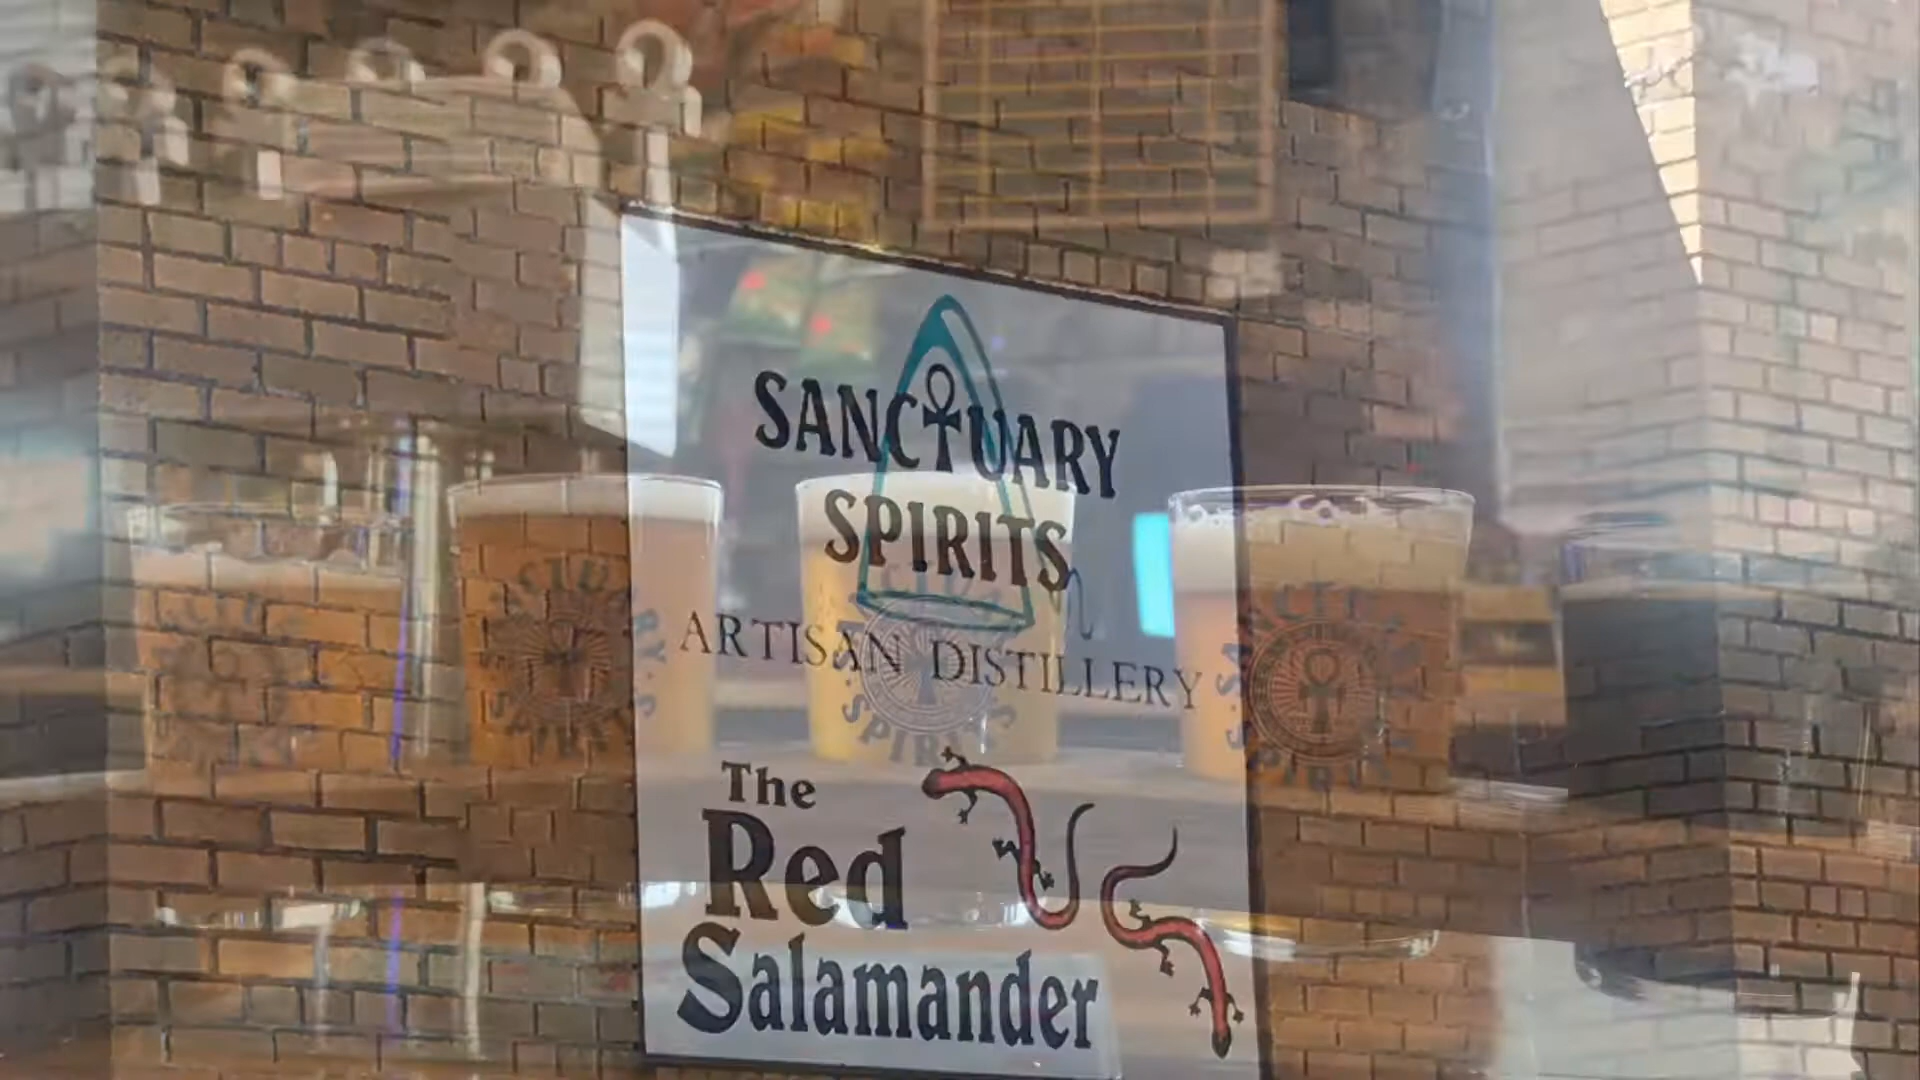 SANCTUARY
SPIRITS
ARTISAN DISTILLERY
The
Red
Salamander